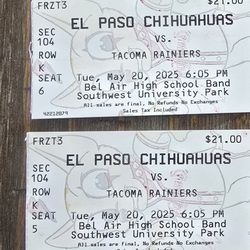 FRZT3 $21.00
EL PASO CHIHUAHUAS
SEC
104
VS.
ROW
K
TACOMA RAINIERS
SEAT
6
Tue, May 20, 2025 6:05 PM
Bel Air High School Band
Southwest University Park
All sales are final, No Refunds-No Exchanges
Sales Tax Included
42212079
FRZT3 $21.00
EL PASO CHIHUAHUAS
SEC
104
VS.
ROW
K
TACOMA RAINIERS
SEAT
5
Tue, May 20, 2025 6:05 PM
Bel Air High School Band
Southwest University Park
All sales are final, No Refunds-No Exchanges